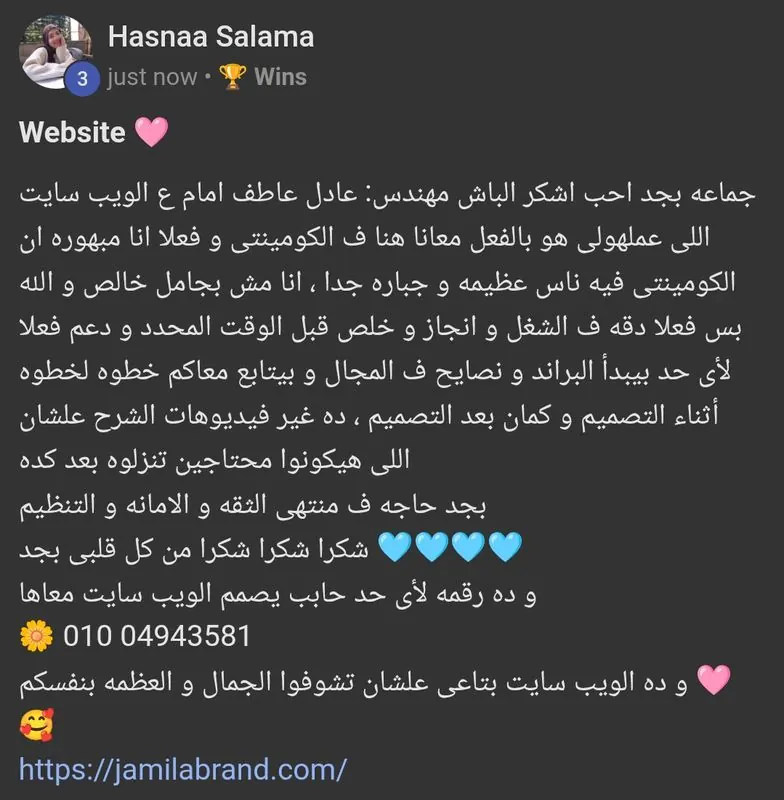 Hasnaa Salama
3 just now • 🏆 Wins
Website 🩷
جماعه بجد احب اشكر الباش مهندس: عادل عاطف امام ع الويب سايت
اللى عملهولى هو بالفعل معانا هنا ف الكومينتى و فعلا انا مبهوره ان
الكومينتى فيه ناس عظيمه و جباره جدا ، انا مش بجامل خالص و الله
بس فعلا دقه ف الشغل و انجاز و خلص قبل الوقت المحدد و دعم فعلا
لأى حد بيبدأ البراند و نصايح ف المجال و بيتابع معاكم خطوه لخطوه
أثناء التصميم و كمان بعد التصميم ، ده غير فيديوهات الشرح علشان
اللى هيكونوا محتاجين تنزلوه بعد كده
بجد حاجه ف منتهى الثقه و الامانه و التنظيم
شكرا شكرا شكرا من كل قلبى بجد 🩵🩵🩵🩵
و ده رقمه لأى حد حابب يصمم الويب سايت معاها
🌼 010 04943581
و ده الويب سايت بتاعى علشان تشوفوا الجمال و العظمه بنفسكم 🩷
🥰
https://jamilabrand.com/